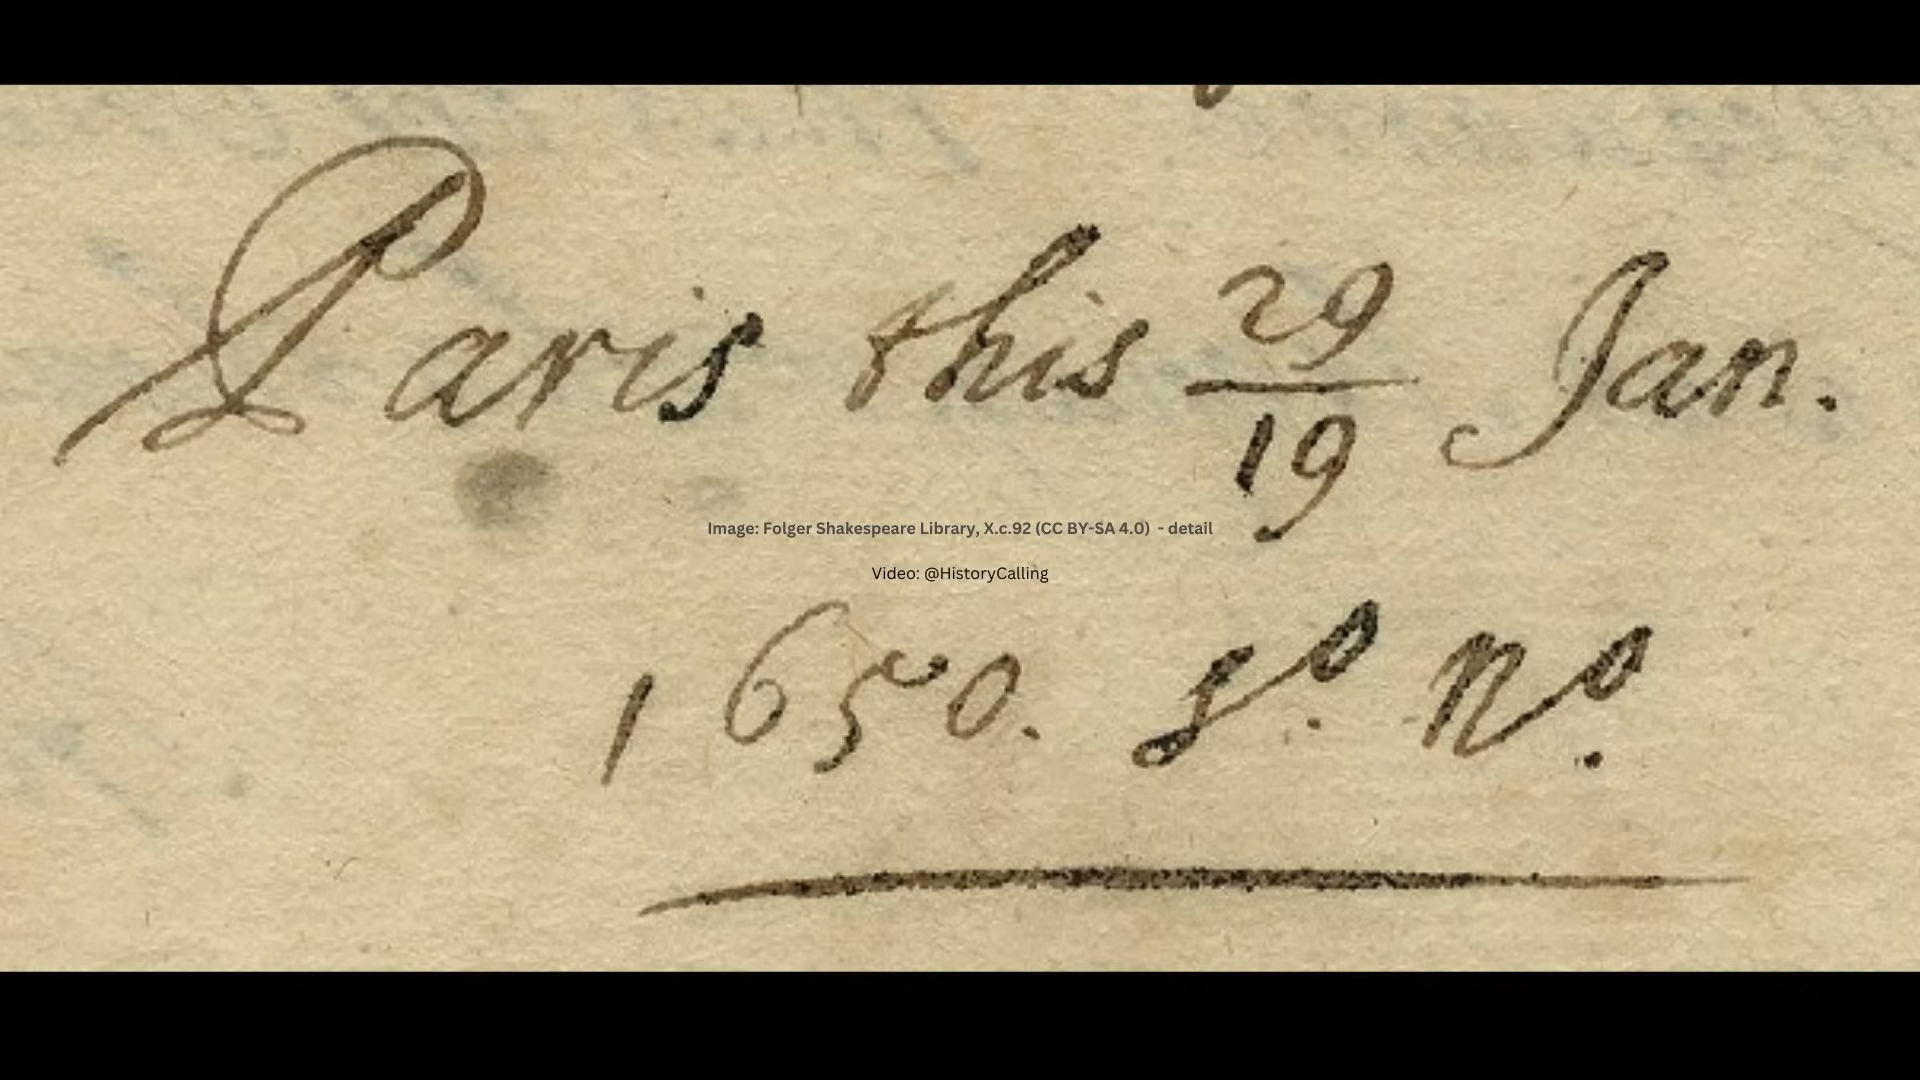 Paris this 29/19 Jan.
Image: Folger Shakespeare Library, X.c.92 (CC BY-SA 4.0) - detail
Video: @HistoryCalling
1650. so. No.